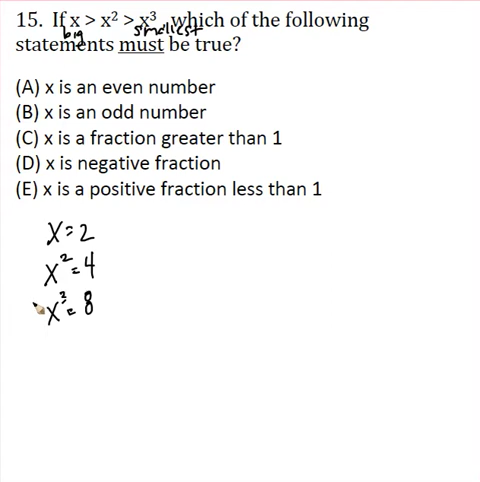 15. If x > x² > x³, which of the following
big smallest
statements must be true?
(A) x is an even number
(B) x is an odd number
(C) x is a fraction greater than 1
(D) x is negative fraction
(E) x is a positive fraction less than 1
x=2
x²=4
x³=8